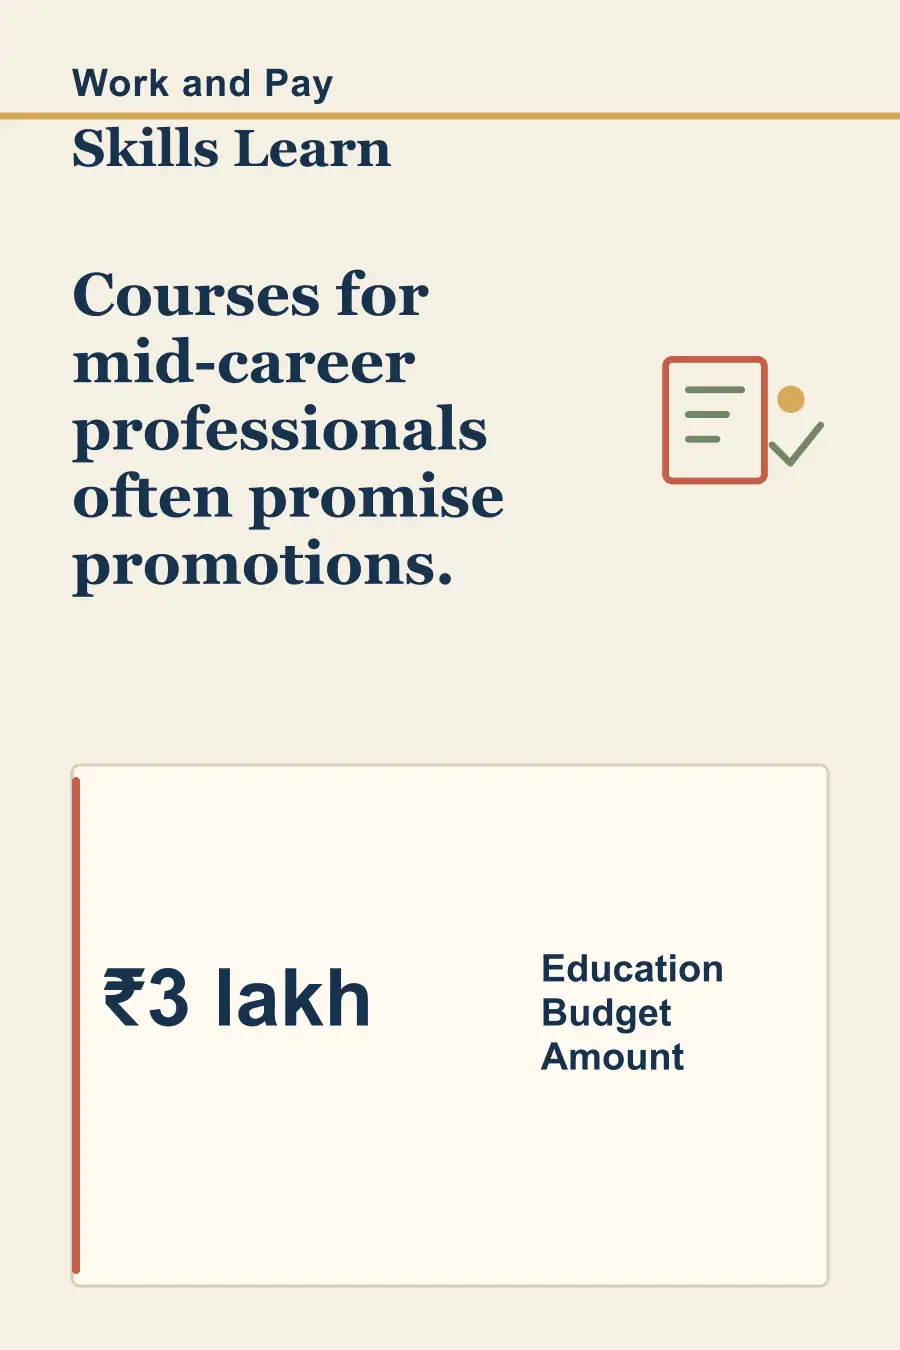 Work and Pay
Skills Learn
Courses for
mid-career
professionals
often promise
promotions.
₹3 lakh
Education
Budget
Amount